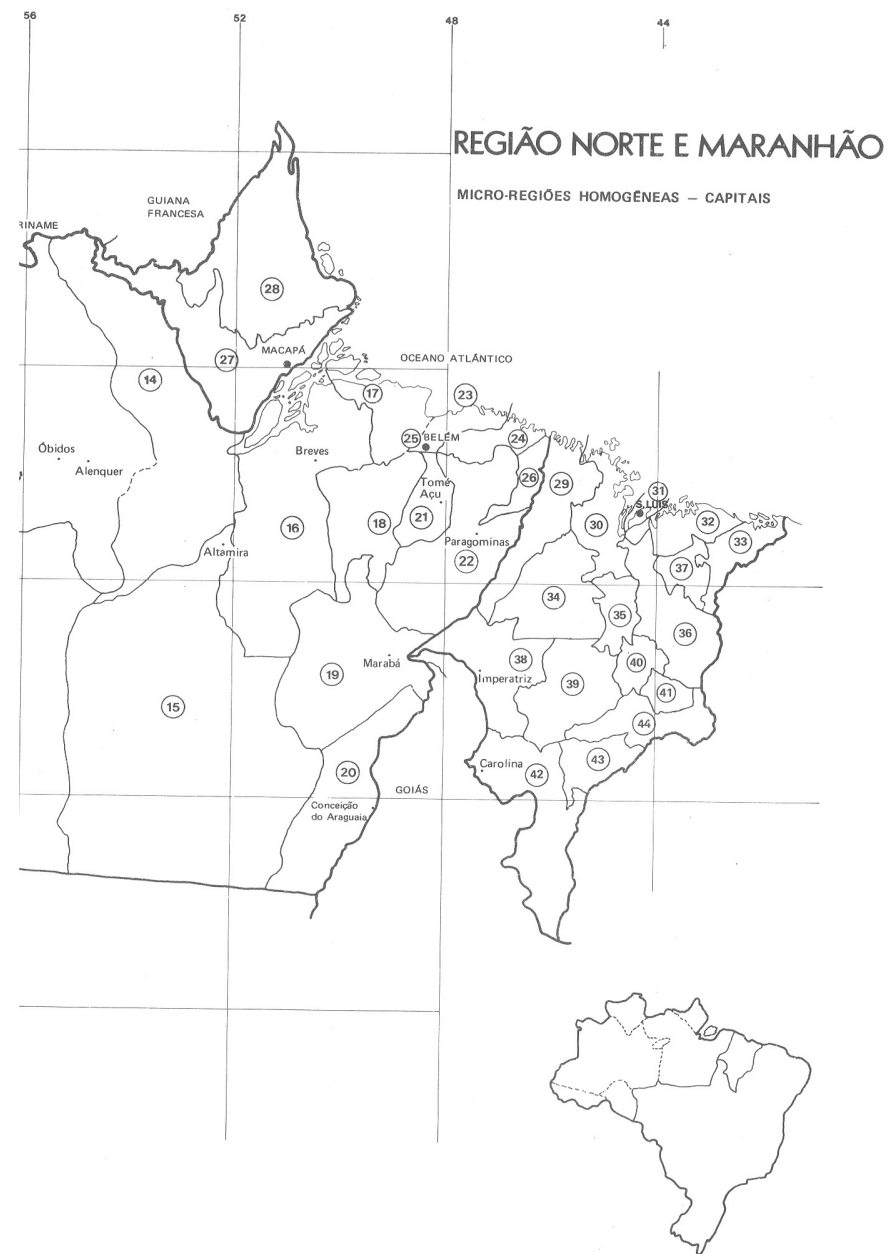 56
52
48
44
REGIÃO NORTE E MARANHÃO
MICRO-REGIÕES HOMOGÊNEAS – CAPITAIS
GUIANA
FRANCESA
RINAME
28
MACAPÁ
27
OCEANO ATLÂNTICO
14
17
23
25
BELÉM
24
Óbidos
Alenquer
Breves
26
29
Tomé
Açu
31
S.LUIS
16
18
21
30
32
33
Altamira
Paragominas
22
37
34
35
36
Marabá
38
40
19
Imperatriz
39
41
15
44
Carolina
43
20
42
GOIÁS
Conceição
do Araguaia